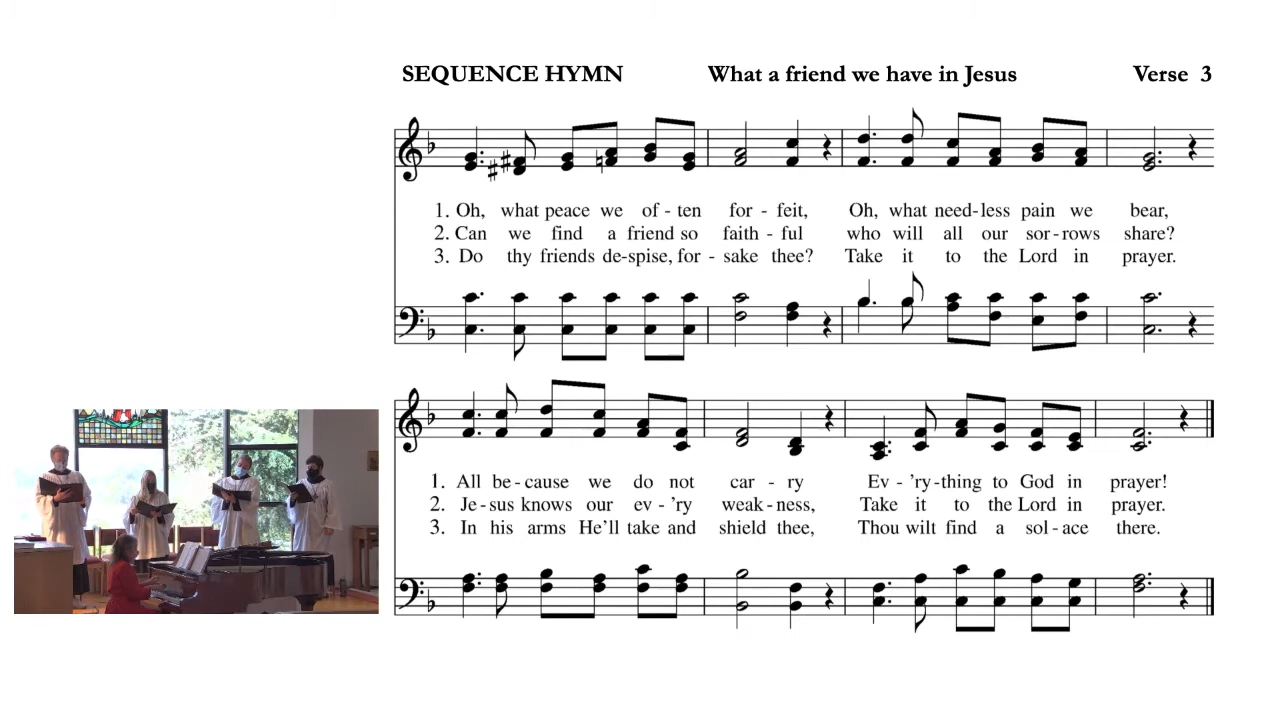 SEQUENCE HYMN What a friend we have in Jesus Verse 3
1. Oh, what peace we of - ten for - feit, Oh, what need - less pain we bear,
2. Can we find a friend so faith - ful who will all our sor - rows share?
3. Do thy friends de - spise, for - sake thee? Take it to the Lord in prayer.
1. All be - cause we do not car - ry Ev - 'ry - thing to God in prayer!
2. Je - sus knows our ev - 'ry weak - ness, Take it to the Lord in prayer.
3. In his arms He'll take and shield thee, Thou wilt find a sol - ace there.